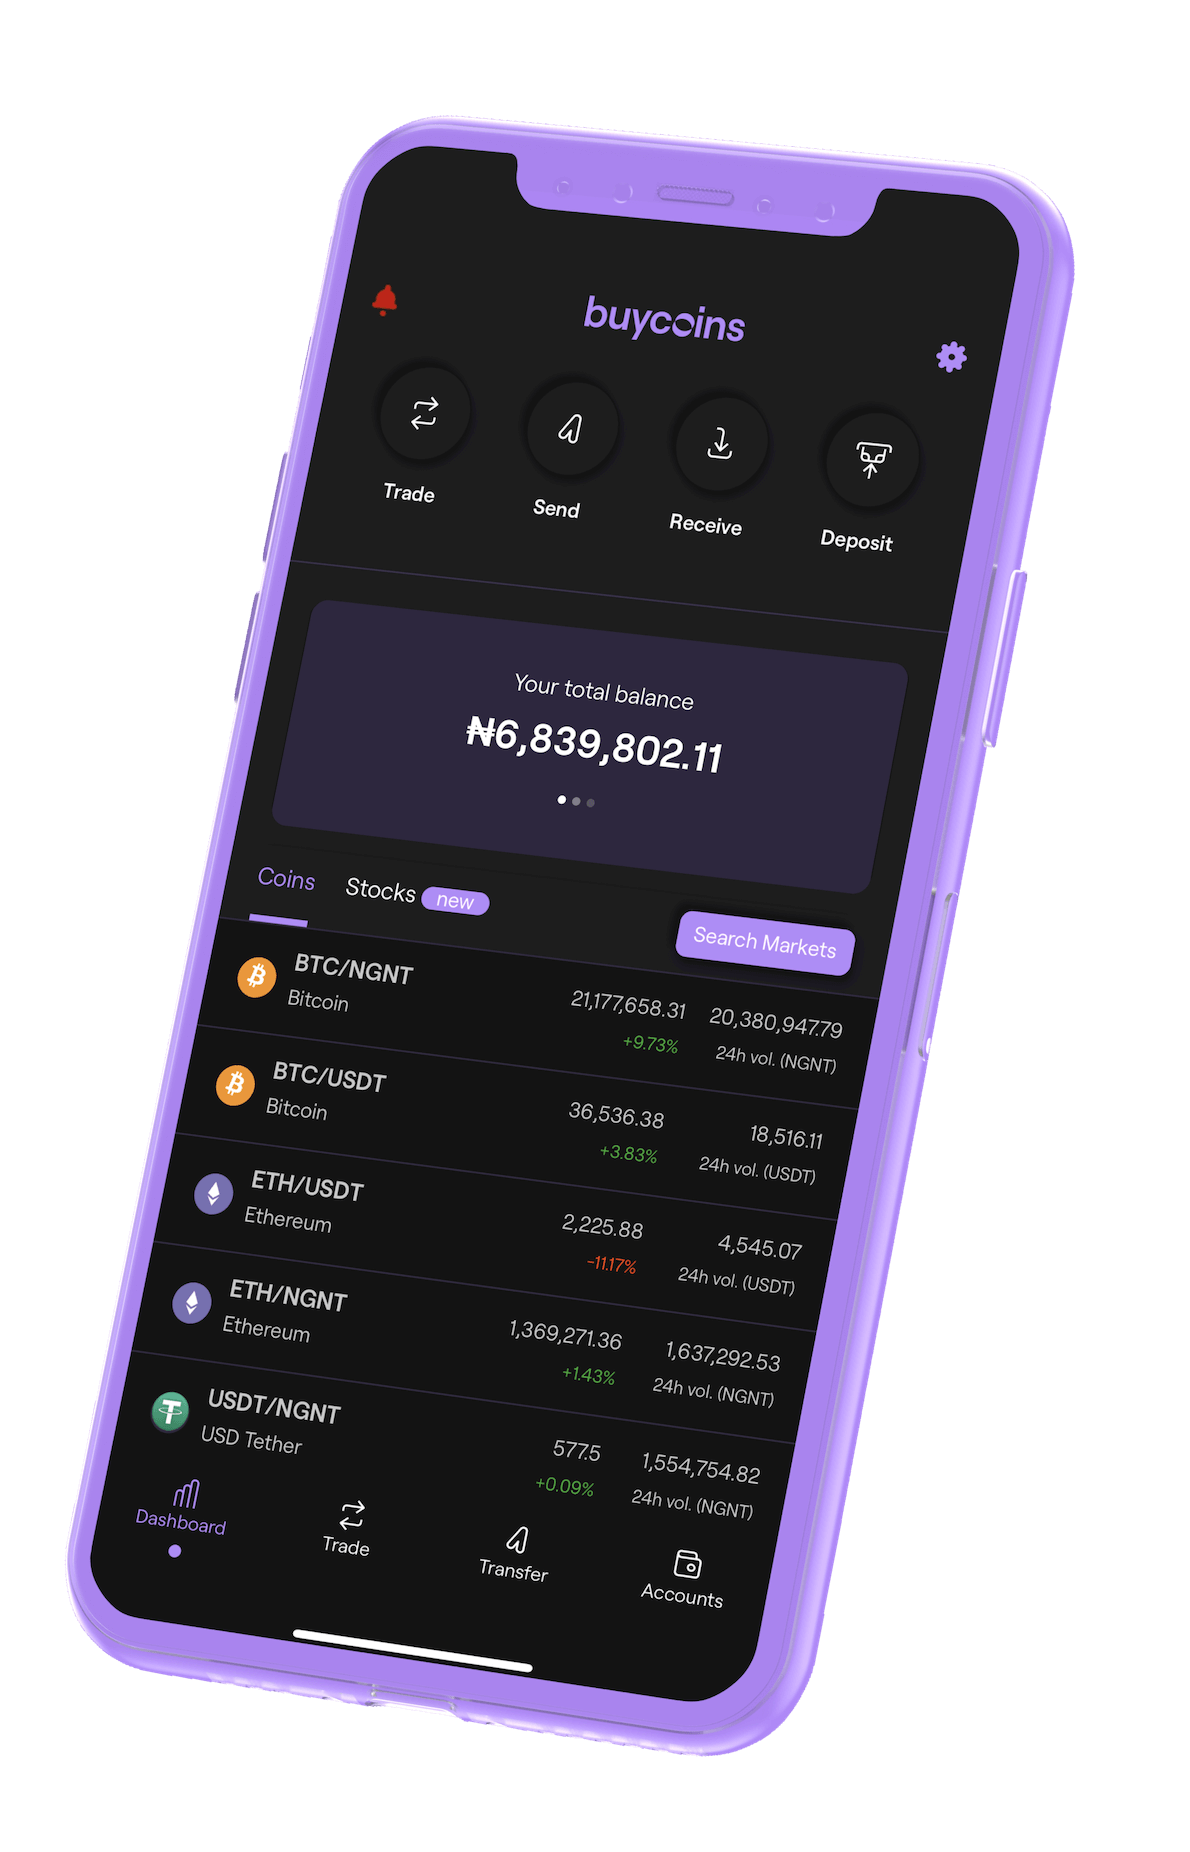 buycoins
Trade
Send
Receive
Deposit
Your total balance
₦6,839,802.11
Coins
Stocks new
Search Markets
BTC/NGNT
Bitcoin
21,177,658.31
+9.73%
20,380,947.79
24h vol. (NGNT)
BTC/USDT
Bitcoin
36,536.38
+3.83%
18,516.11
24h vol. (USDT)
ETH/USDT
Ethereum
2,225.88
-11.17%
4,545.07
24h vol. (USDT)
ETH/NGNT
Ethereum
1,369,271.36
+1.43%
1,637,292.53
24h vol. (NGNT)
USDT/NGNT
USD Tether
577.5
+0.09%
1,554,754.82
24h vol. (NGNT)
Dashboard
Trade
Transfer
Accounts